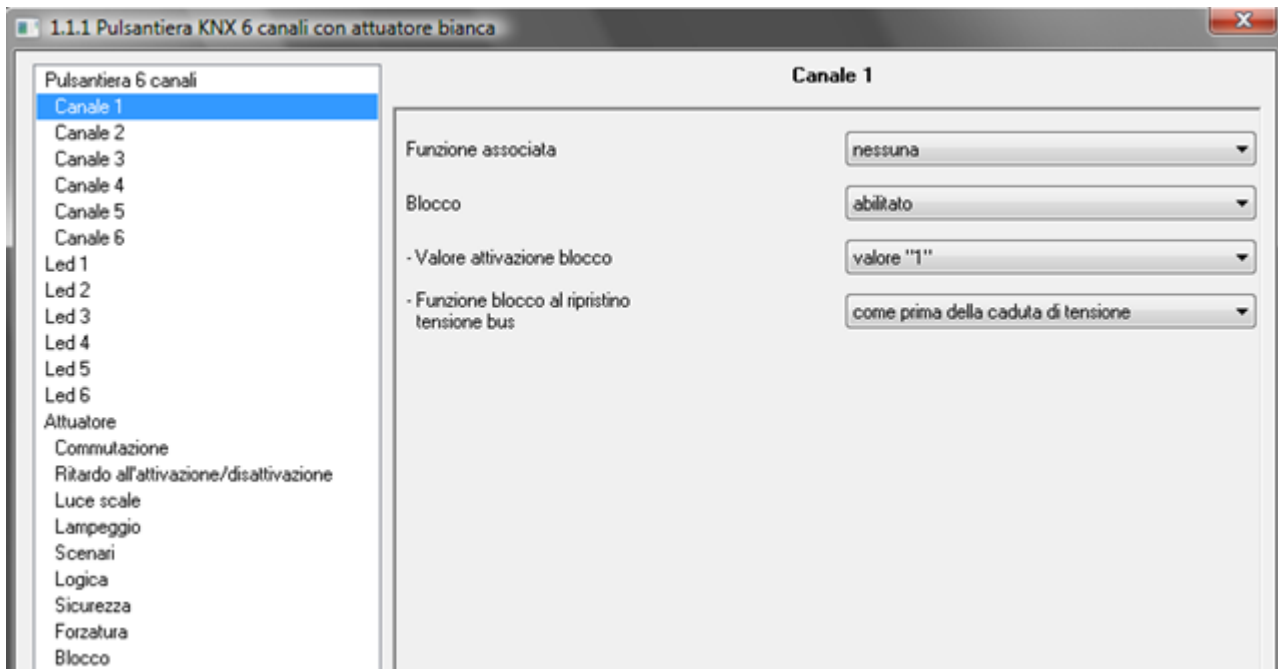 1.1.1 Pulsantiera KNX 6 canali con attuatore bianca
Pulsantiera 6 canali
Canale 1
Canale 2
Canale 3
Canale 4
Canale 5
Canale 6
Led 1
Led 2
Led 3
Led 4
Led 5
Led 6
Attuatore
Commutazione
Ritardo all'attivazione/disattivazione
Luce scale
Lampeggio
Scenari
Logica
Sicurezza
Forzatura
Blocco
Canale 1
Funzione associata
nessuna
Blocco
abilitato
- Valore attivazione blocco
valore "1"
- Funzione blocco al ripristino
tensione bus
come prima della caduta di tensione